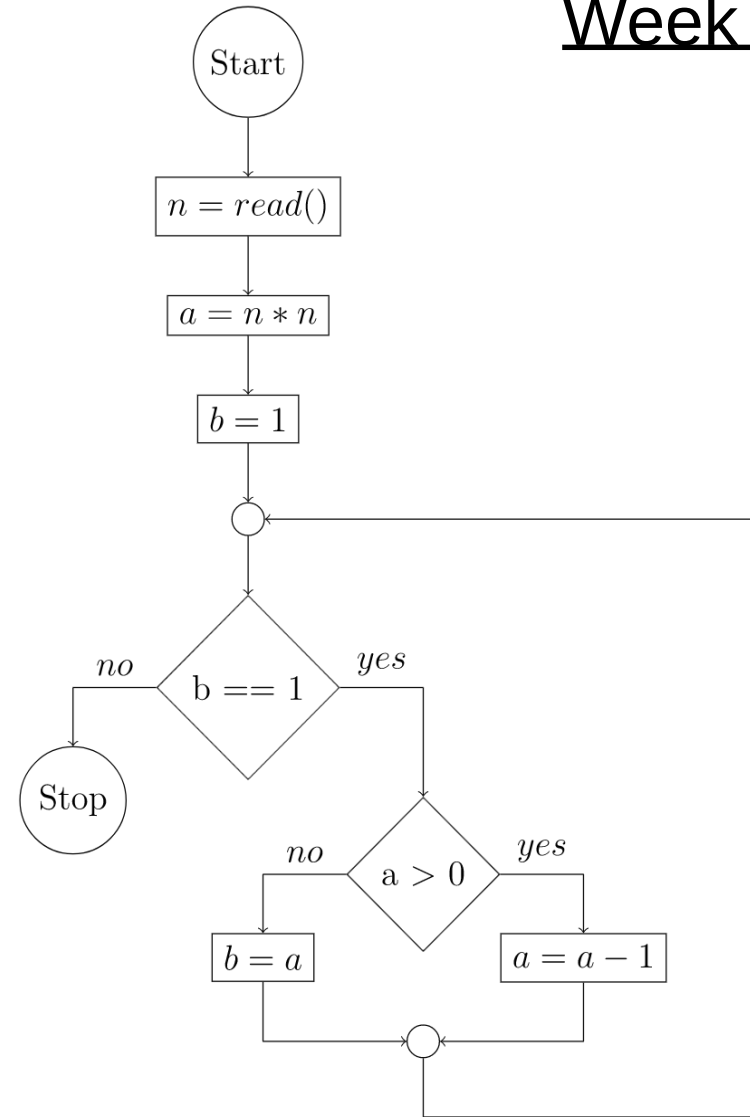 Week
Start
n = read()
a = n * n
b = 1
b == 1
no
yes
Stop
a > 0
no
yes
b = a
a = a − 1